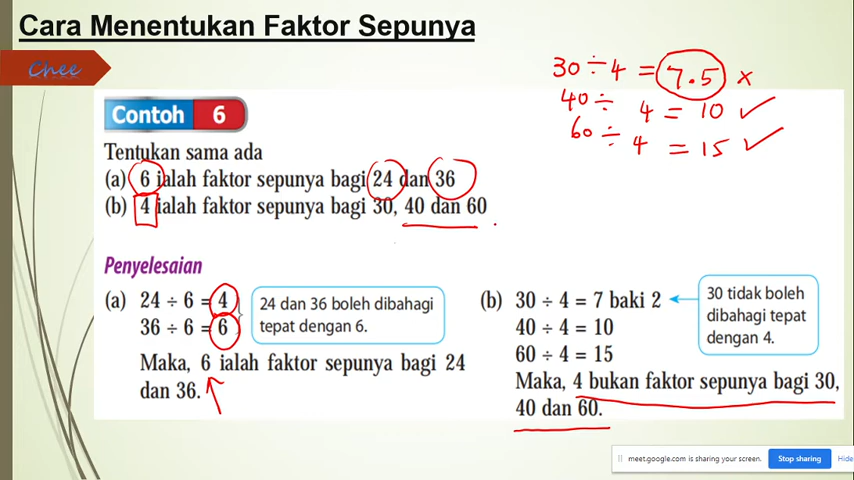 Cara Menentukan Faktor Sepunya
Chee
30 ÷ 4 = 7.5 x
40 ÷ 4 = 10 ✓
60 ÷ 4 = 15 ✓
Contoh 6
Tentukan sama ada
(a) 6 ialah faktor sepunya bagi 24 dan 36
(b) 4 ialah faktor sepunya bagi 30, 40 dan 60
Penyelesaian
(a) 24 ÷ 6 = 4
36 ÷ 6 = 6
24 dan 36 boleh dibahagi
tepat dengan 6.
Maka, 6 ialah faktor sepunya bagi 24
dan 36.
(b) 30 ÷ 4 = 7 baki 2
40 ÷ 4 = 10
60 ÷ 4 = 15
30 tidak boleh
dibahagi tepat
dengan 4.
Maka, 4 bukan faktor sepunya bagi 30,
40 dan 60.
meet.google.com is sharing your screen.
Stop sharing
Hide